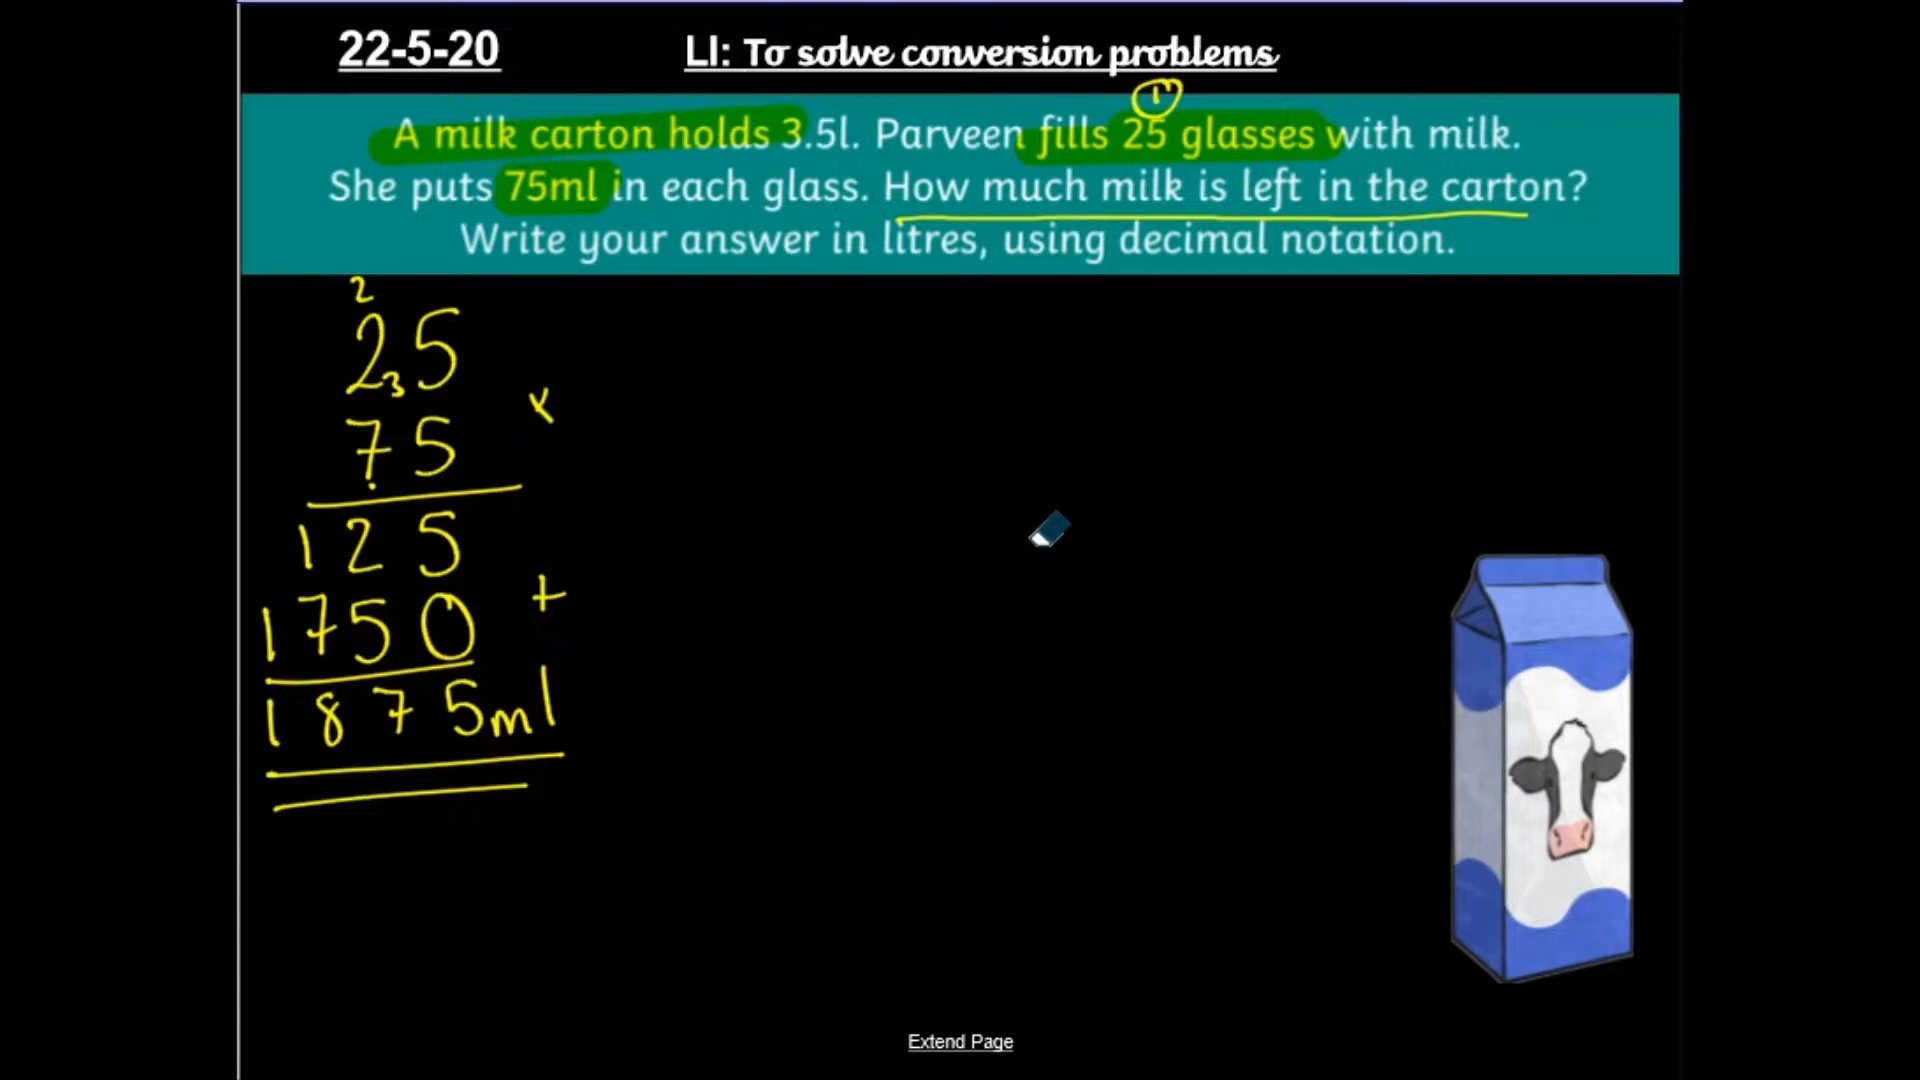 22-5-20 LI: To solve conversion problems
1
A milk carton holds 3.5l. Parveen fills 25 glasses with milk.
She puts 75ml in each glass. How much milk is left in the carton?
Write your answer in litres, using decimal notation.
2
25
3
75 x
125
1750 +
1875ml
Extend Page